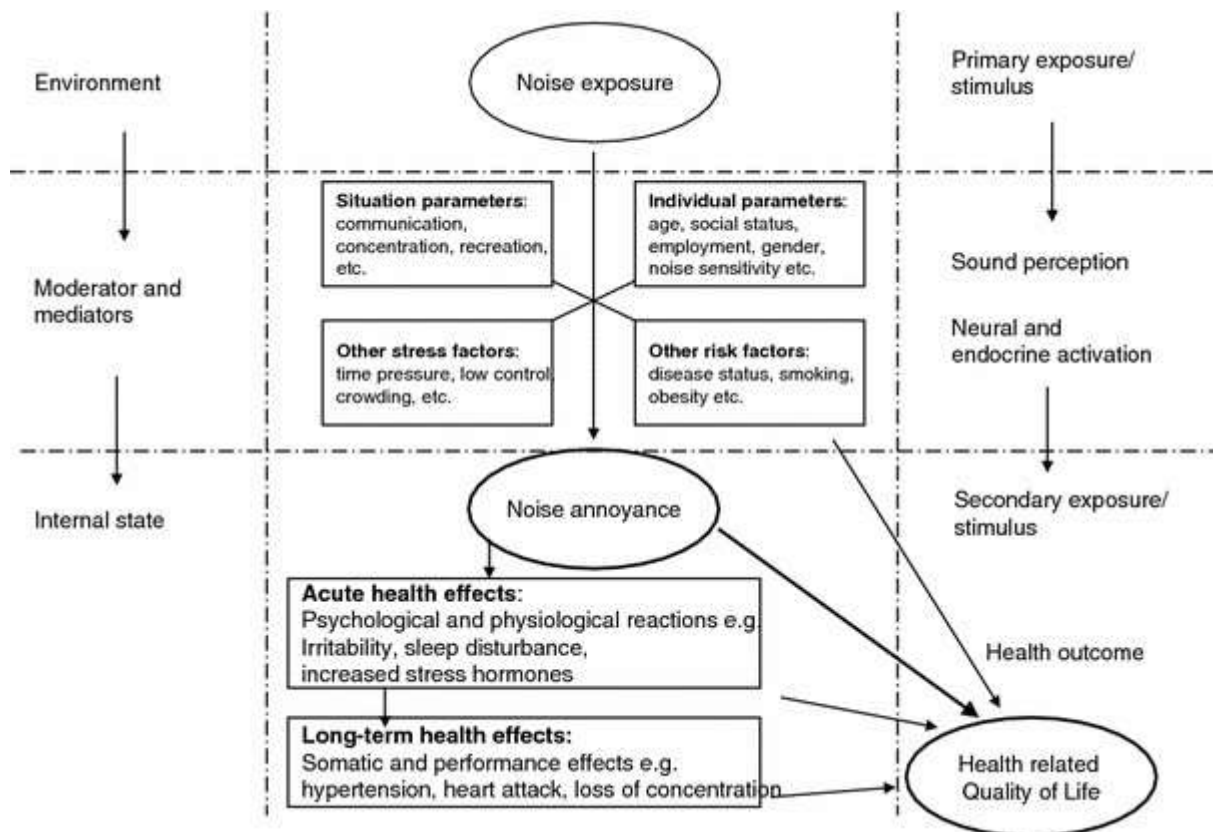 Environment
Noise exposure
Primary exposure/
stimulus
Situation parameters:
communication,
concentration, recreation,
etc.
Individual parameters:
age, social status,
employment, gender,
noise sensitivity etc.
Moderator and
mediators
Sound perception
Neural and
endocrine activation
Other stress factors:
time pressure, low control,
crowding, etc.
Other risk factors:
disease status, smoking,
obesity etc.
Internal state
Noise annoyance
Secondary exposure/
stimulus
Acute health effects:
Psychological and physiological reactions e.g.
Irritability, sleep disturbance,
increased stress hormones
Health outcome
Long-term health effects:
Somatic and performance effects e.g.
hypertension, heart attack, loss of concentration
Health related
Quality of Life